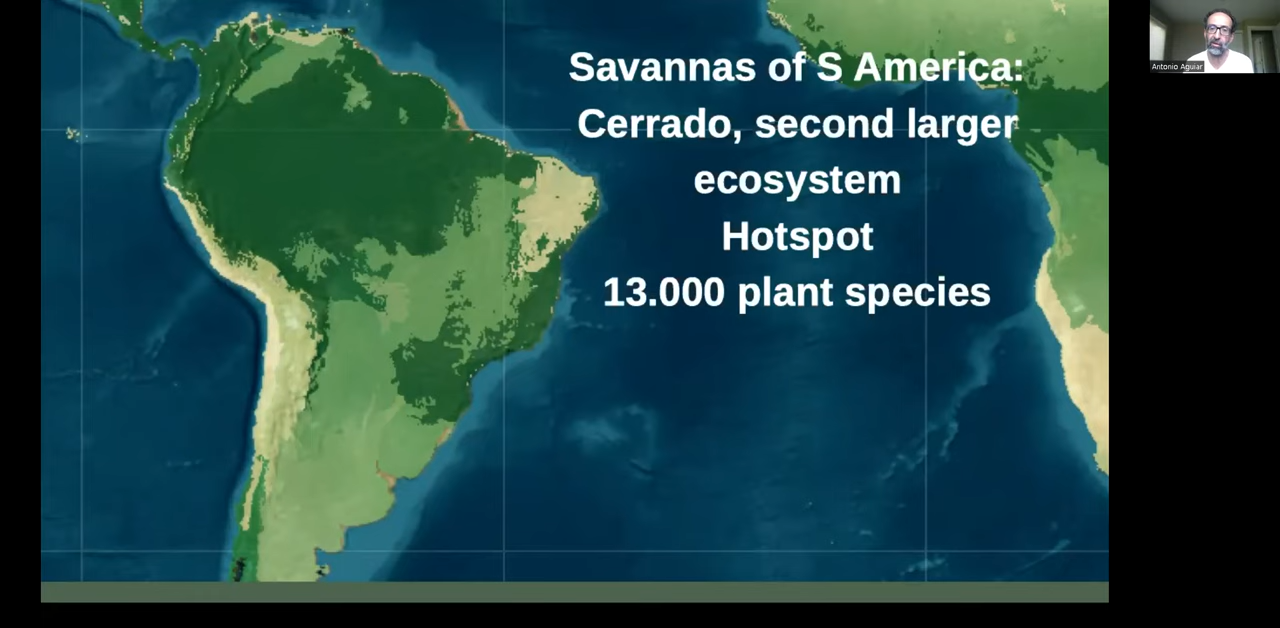 Savannas of S America:
Cerrado, second larger
ecosystem
Hotspot
13.000 plant species
Antonio Aguiar